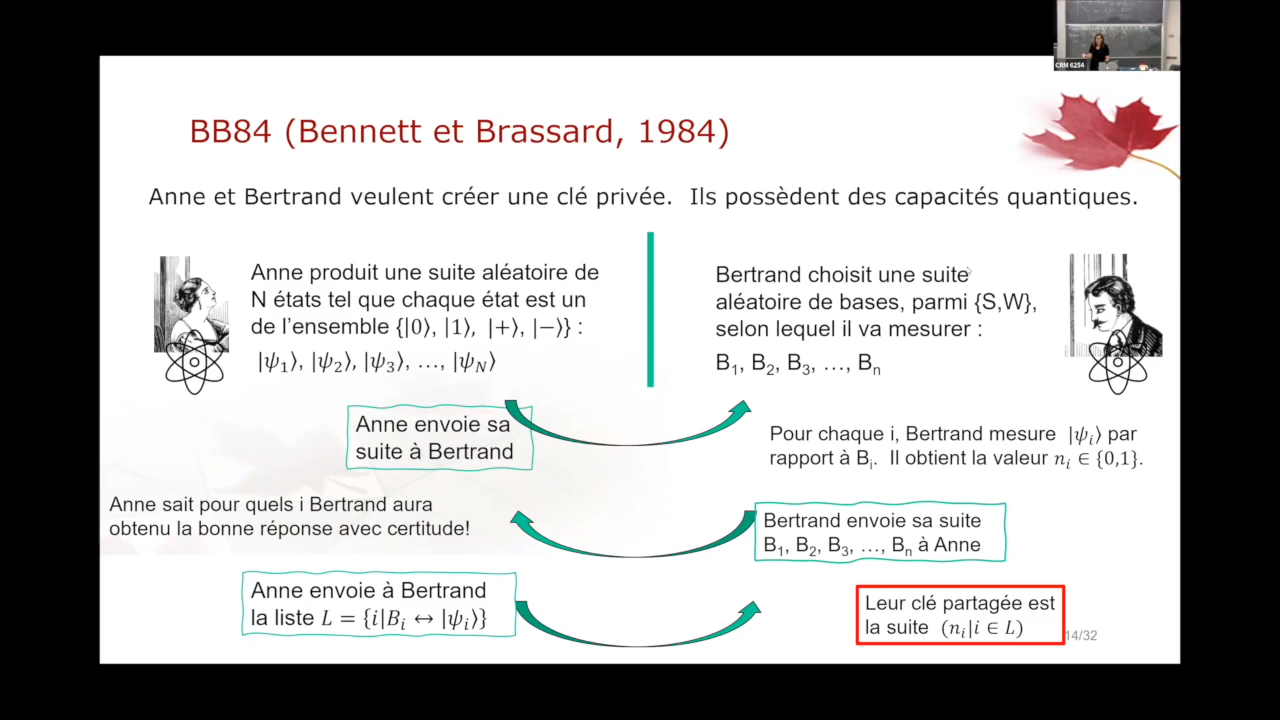 CRM 6254
BB84 (Bennett et Brassard, 1984)
Anne et Bertrand veulent créer une clé privée. Ils possèdent des capacités quantiques.
Anne produit une suite aléatoire de
N états tel que chaque état est un
de l'ensemble {|0⟩, |1⟩, |+⟩, |−⟩} :
|ψ₁⟩, |ψ₂⟩, |ψ₃⟩, …, |ψ_N⟩
Bertrand choisit une suite
aléatoire de bases, parmi {S,W},
selon lequel il va mesurer :
B₁, B₂, B₃, …, Bₙ
Anne envoie sa
suite à Bertrand
Pour chaque i, Bertrand mesure |ψᵢ⟩ par
rapport à Bᵢ. Il obtient la valeur nᵢ ∈ {0,1}.
Anne sait pour quels i Bertrand aura
obtenu la bonne réponse avec certitude!
Bertrand envoie sa suite
B₁, B₂, B₃, …, Bₙ à Anne
Anne envoie à Bertrand
la liste L = {i|Bᵢ ↔ |ψᵢ⟩}
Leur clé partagée est
la suite (nᵢ|i ∈ L)
14/32